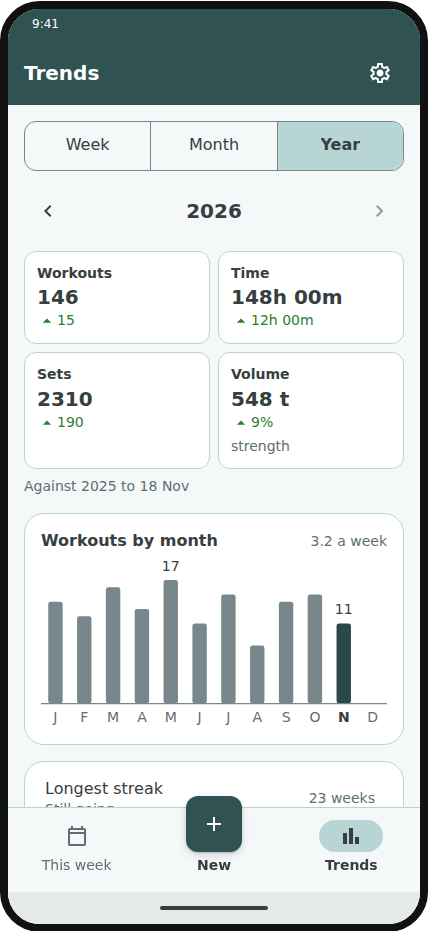 9:41
Trends
Week Month Year
2026
Workouts
146
15
Time
148h 00m
12h 00m
Sets
2310
190
Volume
548 t
9%
strength
Against 2025 to 18 Nov
Workouts by month 3.2 a week
17
11
J F M A M J J A S O N D
Longest streak
23 weeks
Still going
This week New Trends